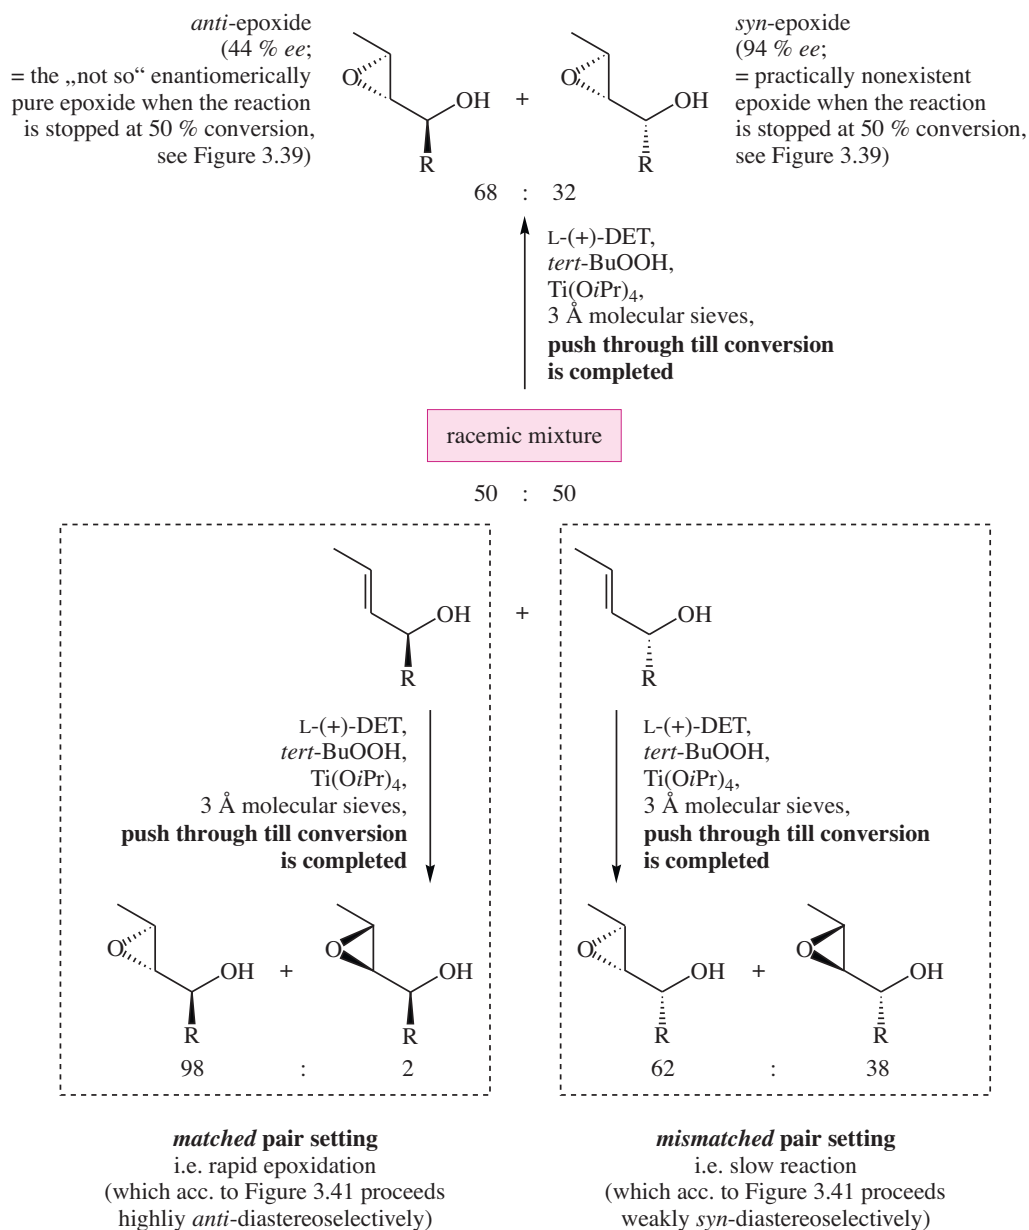 anti-epoxide
(44 % ee;
= the „not so“ enantiomerically
pure epoxide when the reaction
is stopped at 50 % conversion,
see Figure 3.39)
O
OH
R
+
O
OH
R
syn-epoxide
(94 % ee;
= practically nonexistent
epoxide when the reaction
is stopped at 50 % conversion,
see Figure 3.39)
68 : 32
L-(+)-DET,
tert-BuOOH,
Ti(OiPr)4,
3 Å molecular sieves,
push through till conversion
is completed
racemic mixture
50 : 50
OH
R
+
OH
R
L-(+)-DET,
tert-BuOOH,
Ti(OiPr)4,
3 Å molecular sieves,
push through till conversion
is completed
O
OH
R
+
O
OH
R
98 : 2
L-(+)-DET,
tert-BuOOH,
Ti(OiPr)4,
3 Å molecular sieves,
push through till conversion
is completed
O
OH
R
+
O
OH
R
62 : 38
matched pair setting
i.e. rapid epoxidation
(which acc. to Figure 3.41 proceeds
highliy anti-diastereoselectively)
mismatched pair setting
i.e. slow reaction
(which acc. to Figure 3.41 proceeds
weakly syn-diastereoselectively)